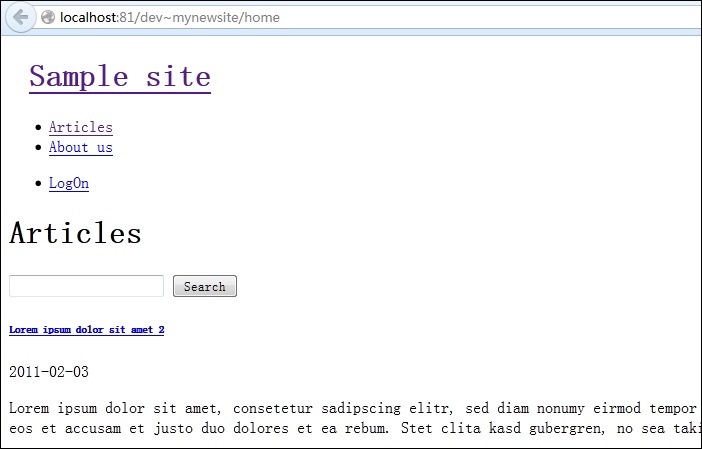 localhost:81/dev~mynewsite/home
Sample site
Articles
About us
LogOn
Articles
Search
Lorem ipsum dolor sit amet 2
2011-02-03
Lorem ipsum dolor sit amet, consetetur sadipscing elitr, sed diam nonumy eirmod tempor
eos et accusam et justo duo dolores et ea rebum. Stet clita kasd gubergren, no sea taki